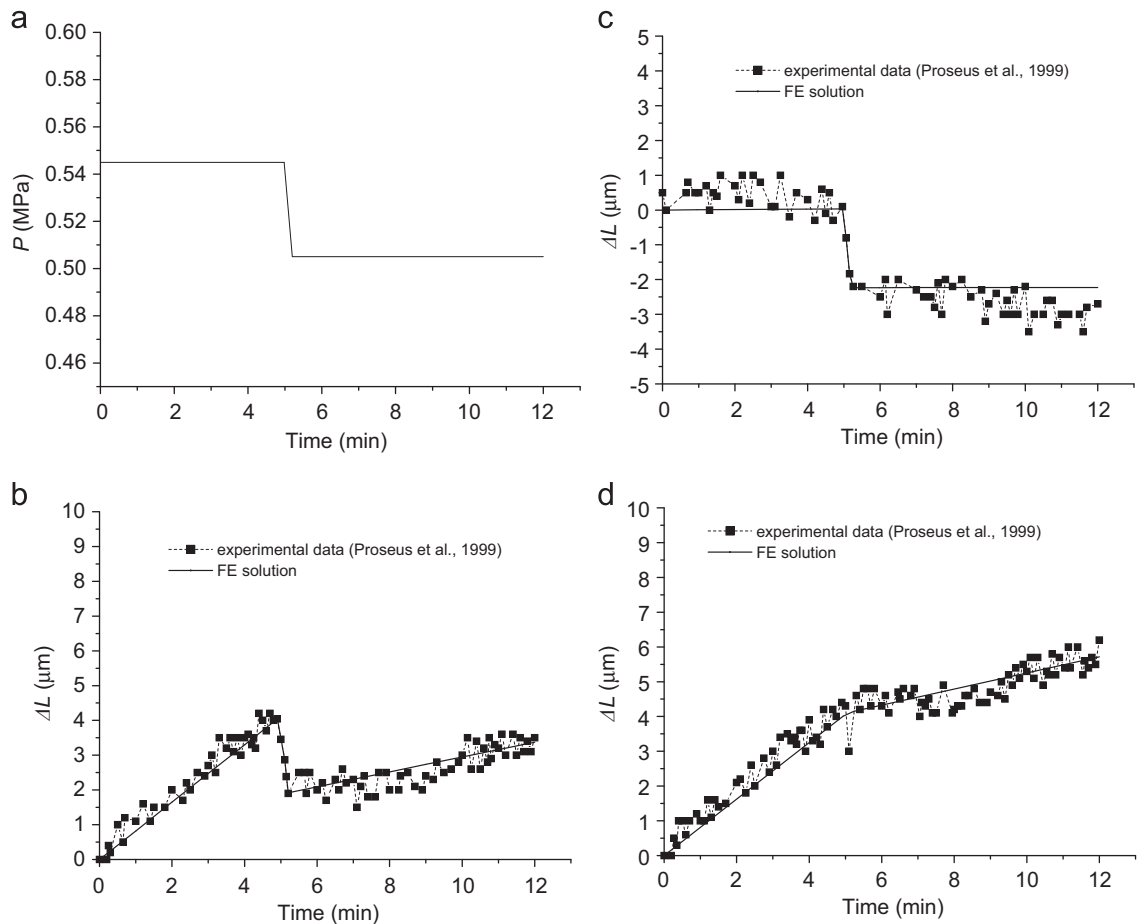 a
0.60
0.58
0.56
0.54
0.52
0.50
0.48
0.46
P (MPa)
0 2 4 6 8 10 12
Time (min)
c
5
4
3
2
1
0
-1
-2
-3
-4
-5
ΔL (μm)
experimental data (Proseus et al., 1999)
FE solution
0 2 4 6 8 10 12
Time (min)
b
10
9
8
7
6
5
4
3
2
1
0
ΔL (μm)
experimental data (Proseus et al., 1999)
FE solution
0 2 4 6 8 10 12
Time (min)
d
10
9
8
7
6
5
4
3
2
1
0
ΔL (μm)
experimental data (Proseus et al., 1999)
FE solution
0 2 4 6 8 10 12
Time (min)